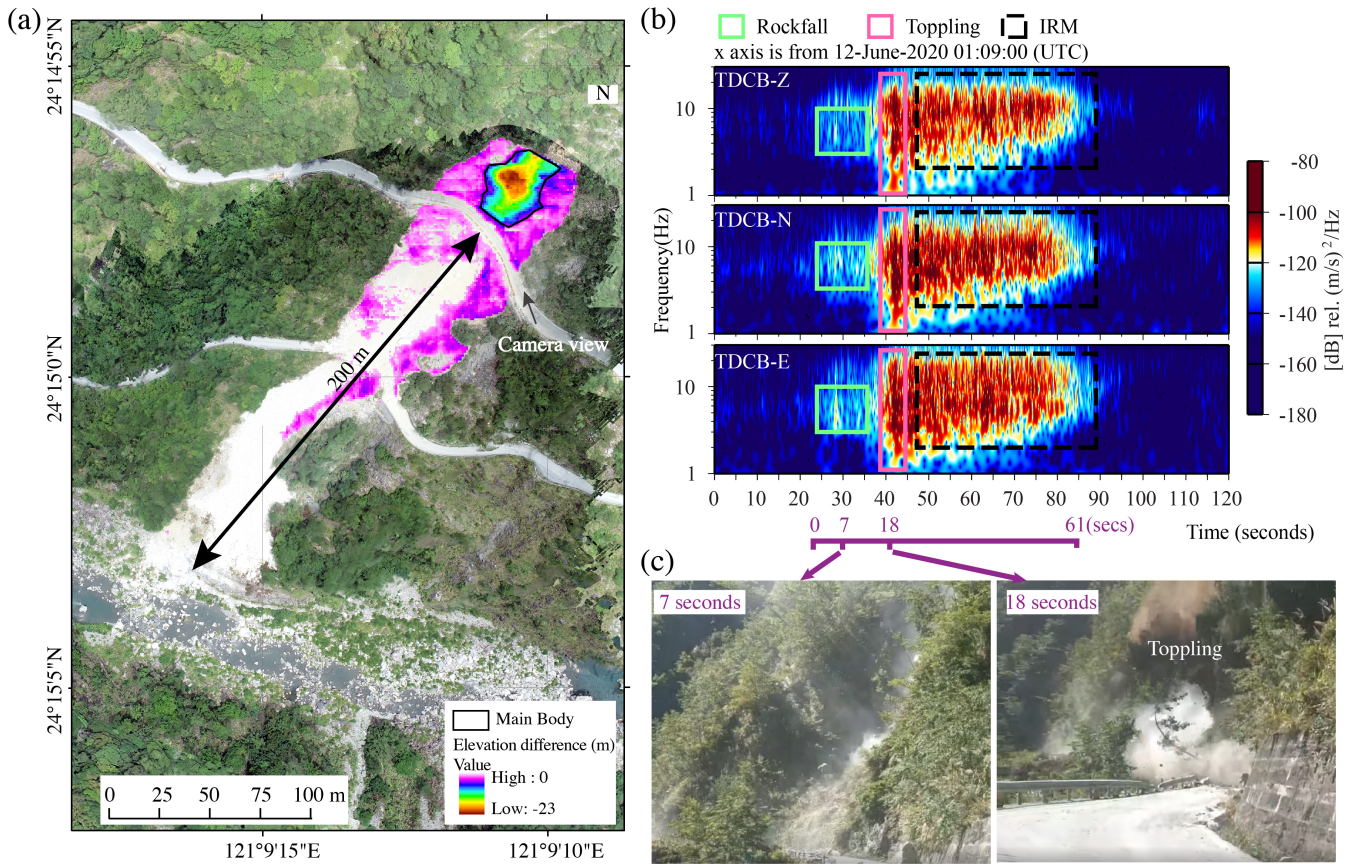 (a)
24°14'55"N
24°15'0"N
24°15'5"N
N
Camera view
200 m
Main Body
Elevation difference (m)
Value
High : 0
Low: -23
0 25 50 75 100 m
121°9'15"E 121°9'10"E
(b)
Rockfall Toppling IRM
x axis is from 12-June-2020 01:09:00 (UTC)
TDCB-Z
10
1
TDCB-N
10
1
TDCB-E
10
1
Frequency(Hz)
0 10 20 30 40 50 60 70 80 90 100 110 120
Time (seconds)
-80
-100
-120
-140
-160
-180
[dB] rel. (m/s)²/Hz
0 7 18 61(secs)
(c)
7 seconds
18 seconds
Toppling